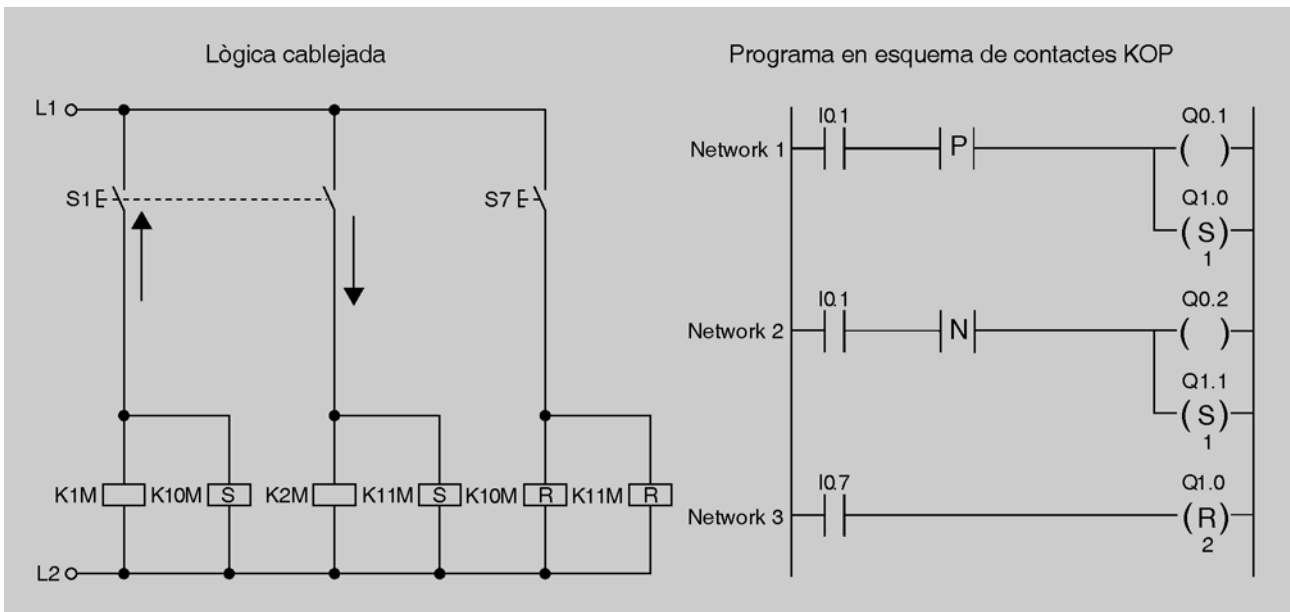 Lògica cablejada
L1
S1
S7
K1M
K10M
S
K2M
K11M
S
K10M
R
K11M
R
L2
Programa en esquema de contactes KOP
Network 1
I0.1
P
Q0.1
( )
Q1.0
(S)
1
Network 2
I0.1
N
Q0.2
( )
Q1.1
(S)
1
Network 3
I0.7
Q1.0
(R)
2